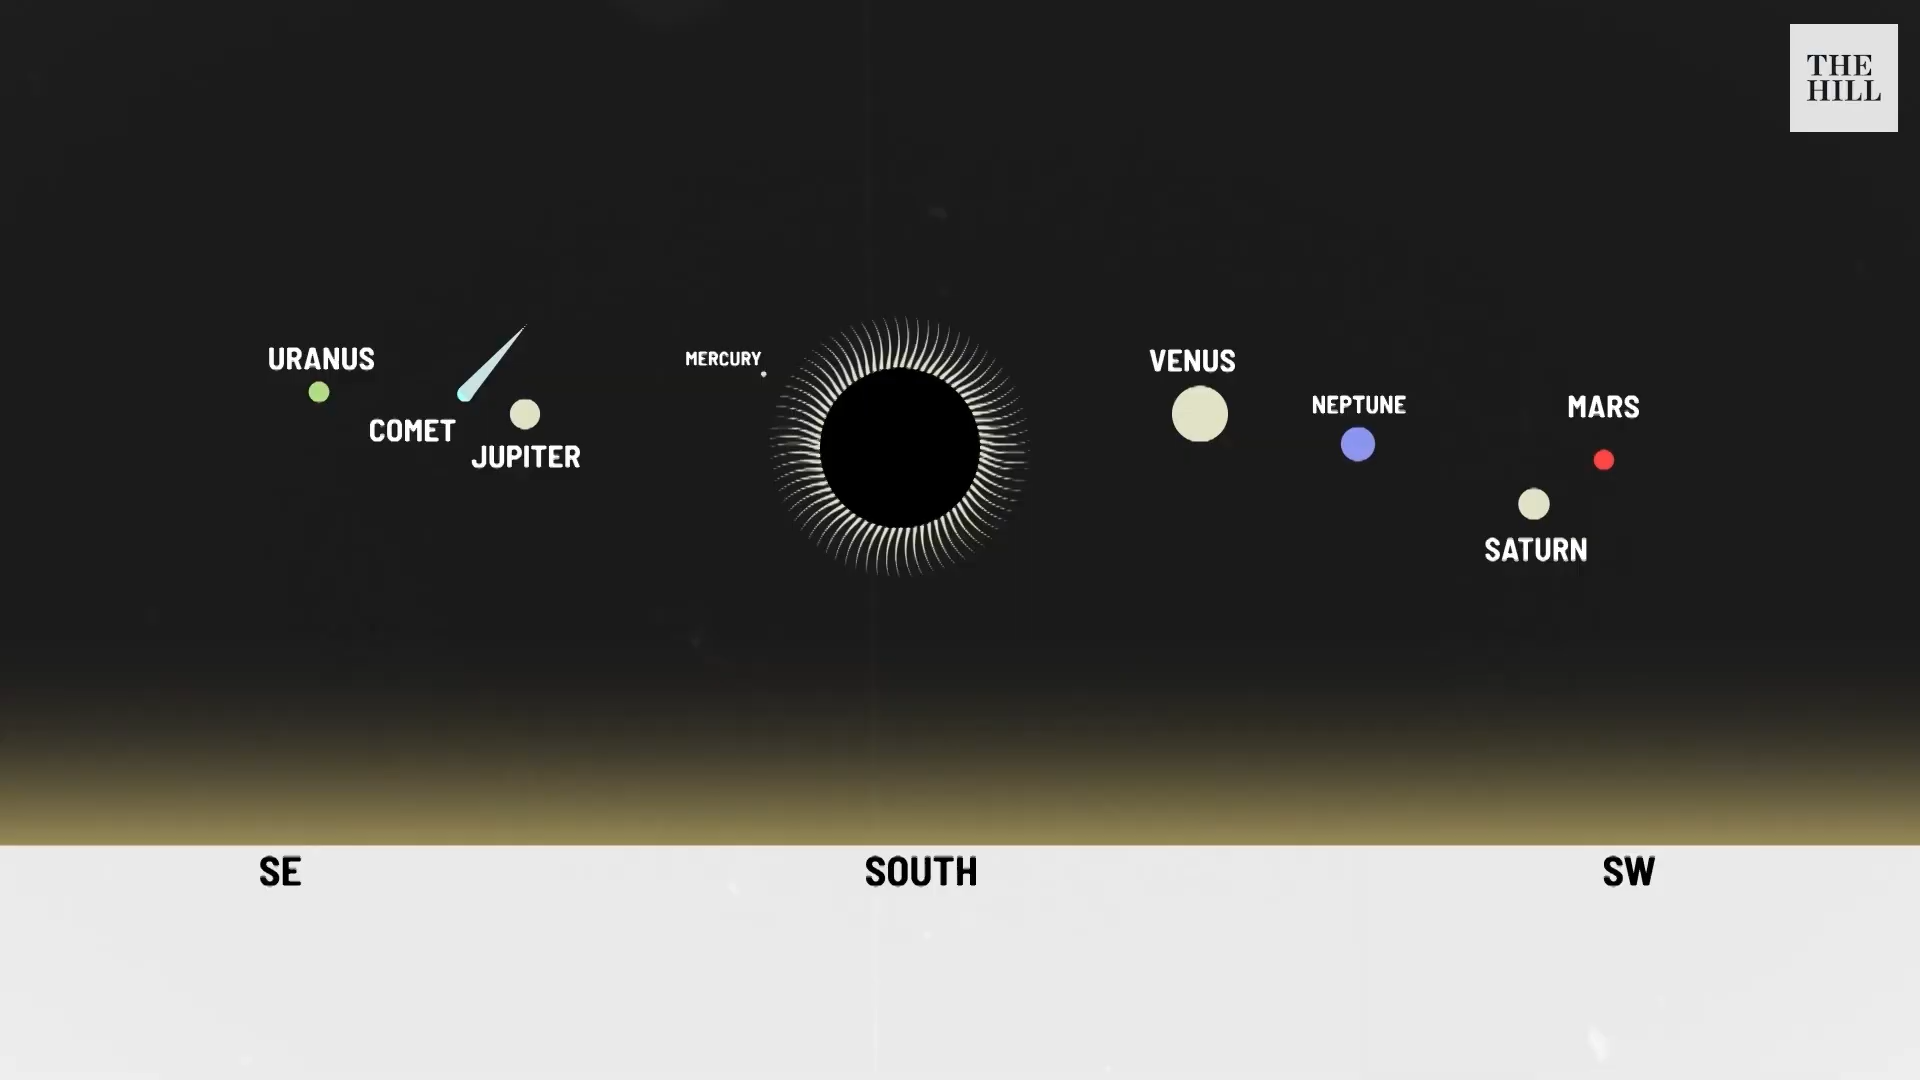 THE
HILL
URANUS
MERCURY
VENUS
NEPTUNE
MARS
COMET
JUPITER
SATURN
SE
SOUTH
SW